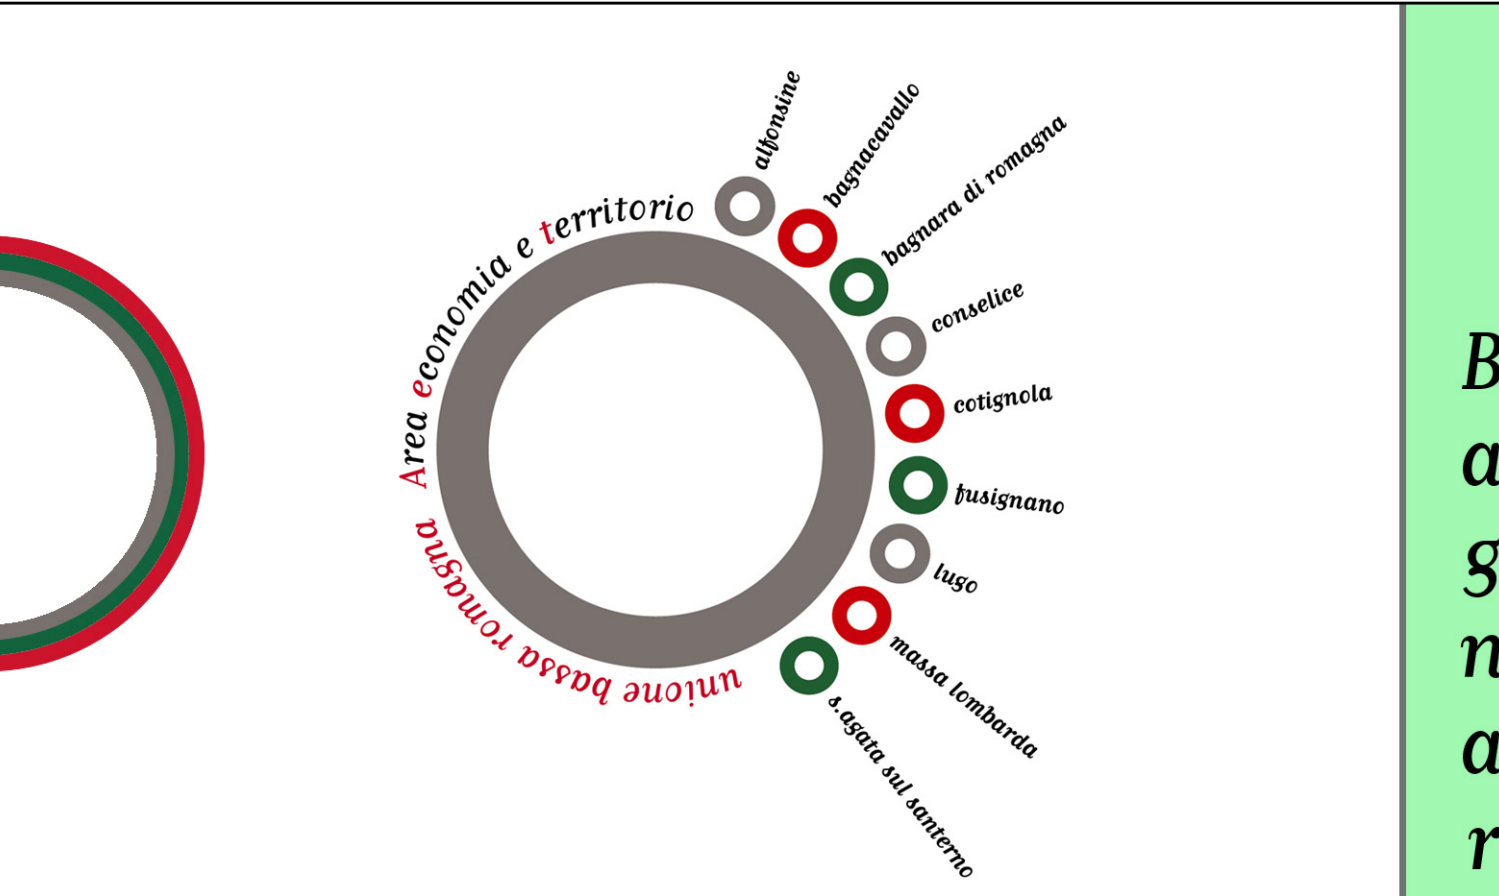 unione bassa romagna Area economia e territorio
alfonsine
bagnacavallo
bagnara di romagna
conselice
cotignola
fusignano
lugo
massa lombarda
s.agata sul santerno
B
a
g
n
a
r